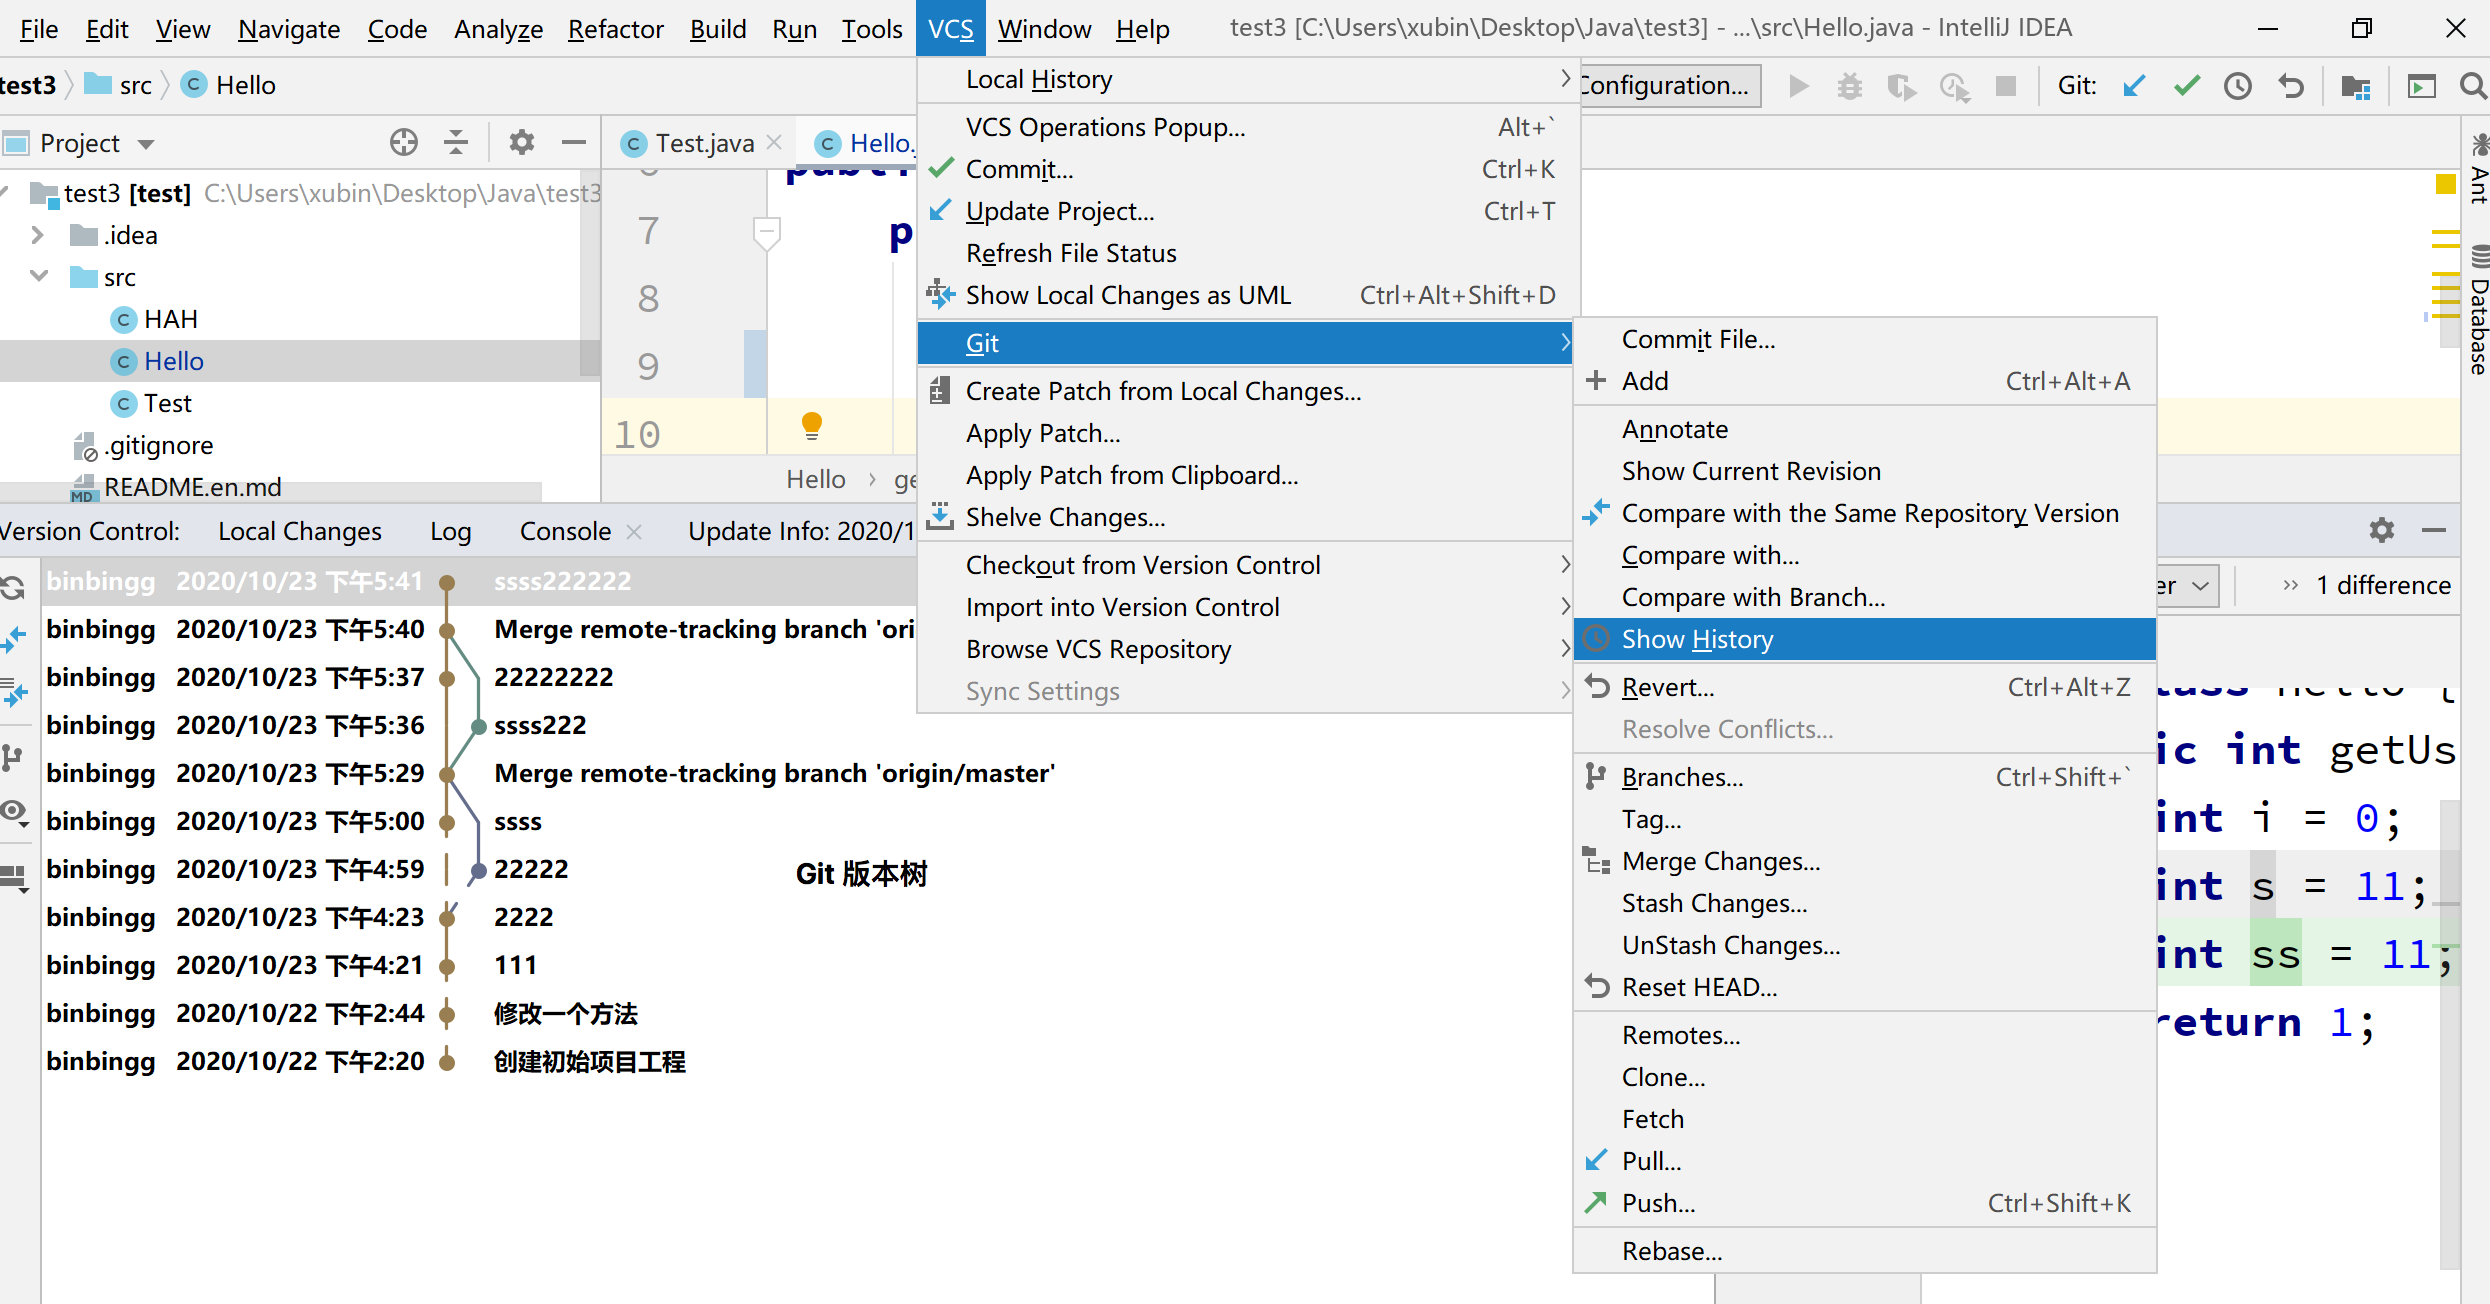 File Edit View Navigate Code Analyze Refactor Build Run Tools VCS Window Help test3 [C:\Users\xubin\Desktop\Java\test3] - ...\src\Hello.java - IntelliJ IDEA
test3 src Hello
Configuration... Git:
Project
Test.java Hello.
test3 [test] C:\Users\xubin\Desktop\Java\test3
.idea
src
HAH
Hello
Test
.gitignore
README.en.md
publi
7 p
8
9
10
Hello ge
Local History
VCS Operations Popup... Alt+`
Commit... Ctrl+K
Update Project... Ctrl+T
Refresh File Status
Show Local Changes as UML Ctrl+Alt+Shift+D
Git
Create Patch from Local Changes...
Apply Patch...
Apply Patch from Clipboard...
Shelve Changes...
Checkout from Version Control
Import into Version Control
Browse VCS Repository
Sync Settings
Commit File...
Add Ctrl+Alt+A
Annotate
Show Current Revision
Compare with the Same Repository Version
Compare with...
Compare with Branch...
Show History
Revert... Ctrl+Alt+Z
Resolve Conflicts...
Branches... Ctrl+Shift+`
Tag...
Merge Changes...
Stash Changes...
UnStash Changes...
Reset HEAD...
Remotes...
Clone...
Fetch
Pull...
Push... Ctrl+Shift+K
Rebase...
Ant
Database
Version Control: Local Changes Log Console Update Info: 2020/1
binbingg 2020/10/23 下午5:41 ssss222222
binbingg 2020/10/23 下午5:40 Merge remote-tracking branch 'ori
binbingg 2020/10/23 下午5:37 22222222
binbingg 2020/10/23 下午5:36 ssss222
binbingg 2020/10/23 下午5:29 Merge remote-tracking branch 'origin/master'
binbingg 2020/10/23 下午5:00 ssss
binbingg 2020/10/23 下午4:59 22222
Git 版本树
binbingg 2020/10/23 下午4:23 2222
binbingg 2020/10/23 下午4:21 111
binbingg 2020/10/22 下午2:44 修改一个方法
binbingg 2020/10/22 下午2:20 创建初始项目工程
er 1 difference
lass Hello {
ic int getUs
int i = 0;
int s = 11;
int ss = 11;
return 1;